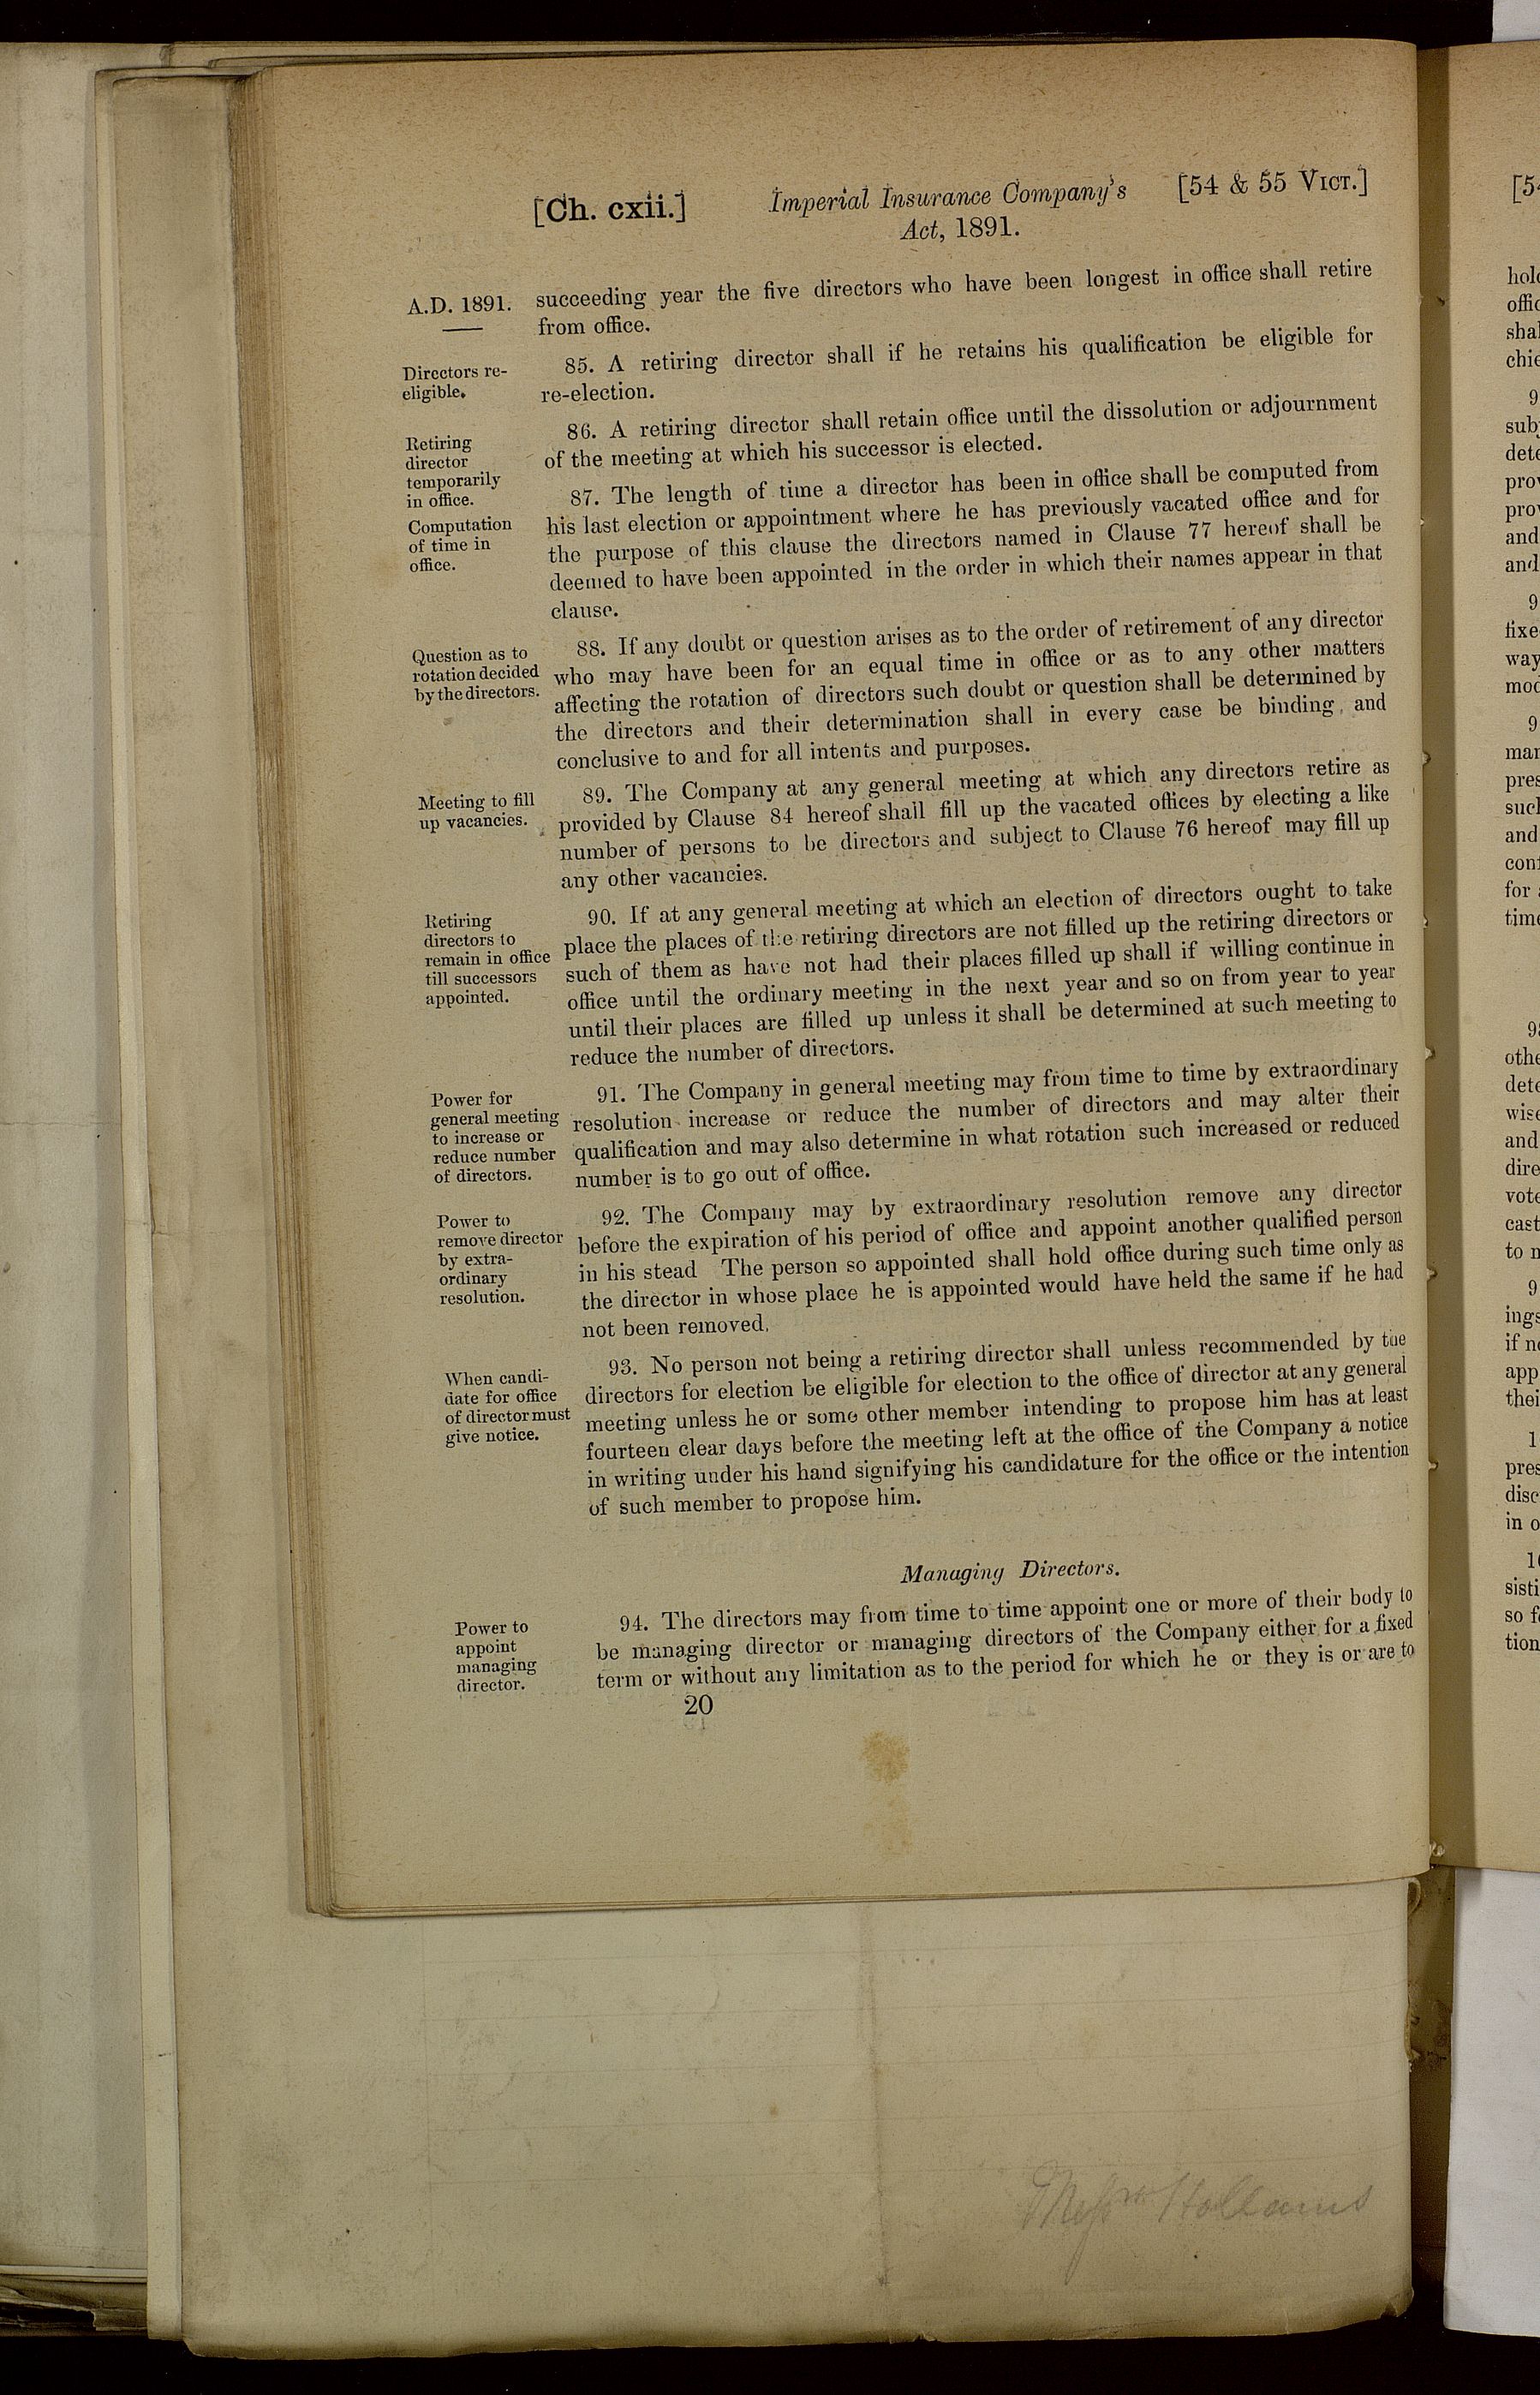 [Ch. cxii.] Imperial Insurance Company's [54 & 55 VICT.]
Act, 1891.
A.D. 1891.
succeeding year the five directors who have been longest in office shall retire
from office.
Directors re-
eligible.
85. A retiring director shall if he retains his qualification be eligible for
re-election.
Retiring
director
temporarily
in office.
86. A retiring director shall retain office until the dissolution or adjournment
of the meeting at which his successor is elected.
Computation
of time in
office.
87. The length of time a director has been in office shall be computed from
his last election or appointment where he has previously vacated office and for
the purpose of this clause the directors named in Clause 77 hereof shall be
deemed to have been appointed in the order in which their names appear in that
clause.
Question as to
rotation decided
by the directors.
88. If any doubt or question arises as to the order of retirement of any director
who may have been for an equal time in office or as to any other matters
affecting the rotation of directors such doubt or question shall be determined by
the directors and their determination shall in every case be binding and
conclusive to and for all intents and purposes.
Meeting to fill
up vacancies.
89. The Company at any general meeting at which any directors retire as
provided by Clause 84 hereof shall fill up the vacated offices by electing a like
number of persons to be directors and subject to Clause 76 hereof may fill up
any other vacancies.
Retiring
directors to
remain in office
till successors
appointed.
90. If at any general meeting at which an election of directors ought to take
place the places of the retiring directors are not filled up the retiring directors or
such of them as have not had their places filled up shall if willing continue in
office until the ordinary meeting in the next year and so on from year to year
until their places are filled up unless it shall be determined at such meeting to
reduce the number of directors.
Power for
general meeting
to increase or
reduce number
of directors.
91. The Company in general meeting may from time to time by extraordinary
resolution increase or reduce the number of directors and may alter their
qualification and may also determine in what rotation such increased or reduced
number is to go out of office.
Power to
remove director
by extra-
ordinary
resolution.
92. The Company may by extraordinary resolution remove any director
before the expiration of his period of office and appoint another qualified person
in his stead The person so appointed shall hold office during such time only as
the director in whose place he is appointed would have held the same if he had
not been removed.
When candi-
date for office
of director must
give notice.
93. No person not being a retiring director shall unless recommended by the
directors for election be eligible for election to the office of director at any general
meeting unless he or some other member intending to propose him has at least
fourteen clear days before the meeting left at the office of the Company a notice
in writing under his hand signifying his candidature for the office or the intention
of such member to propose him.
Managing Directors.
Power to
appoint
managing
director.
94. The directors may from time to time appoint one or more of their body to
be managing director or managing directors of the Company either for a fixed
term or without any limitation as to the period for which he or they is or are to
20
Hollams